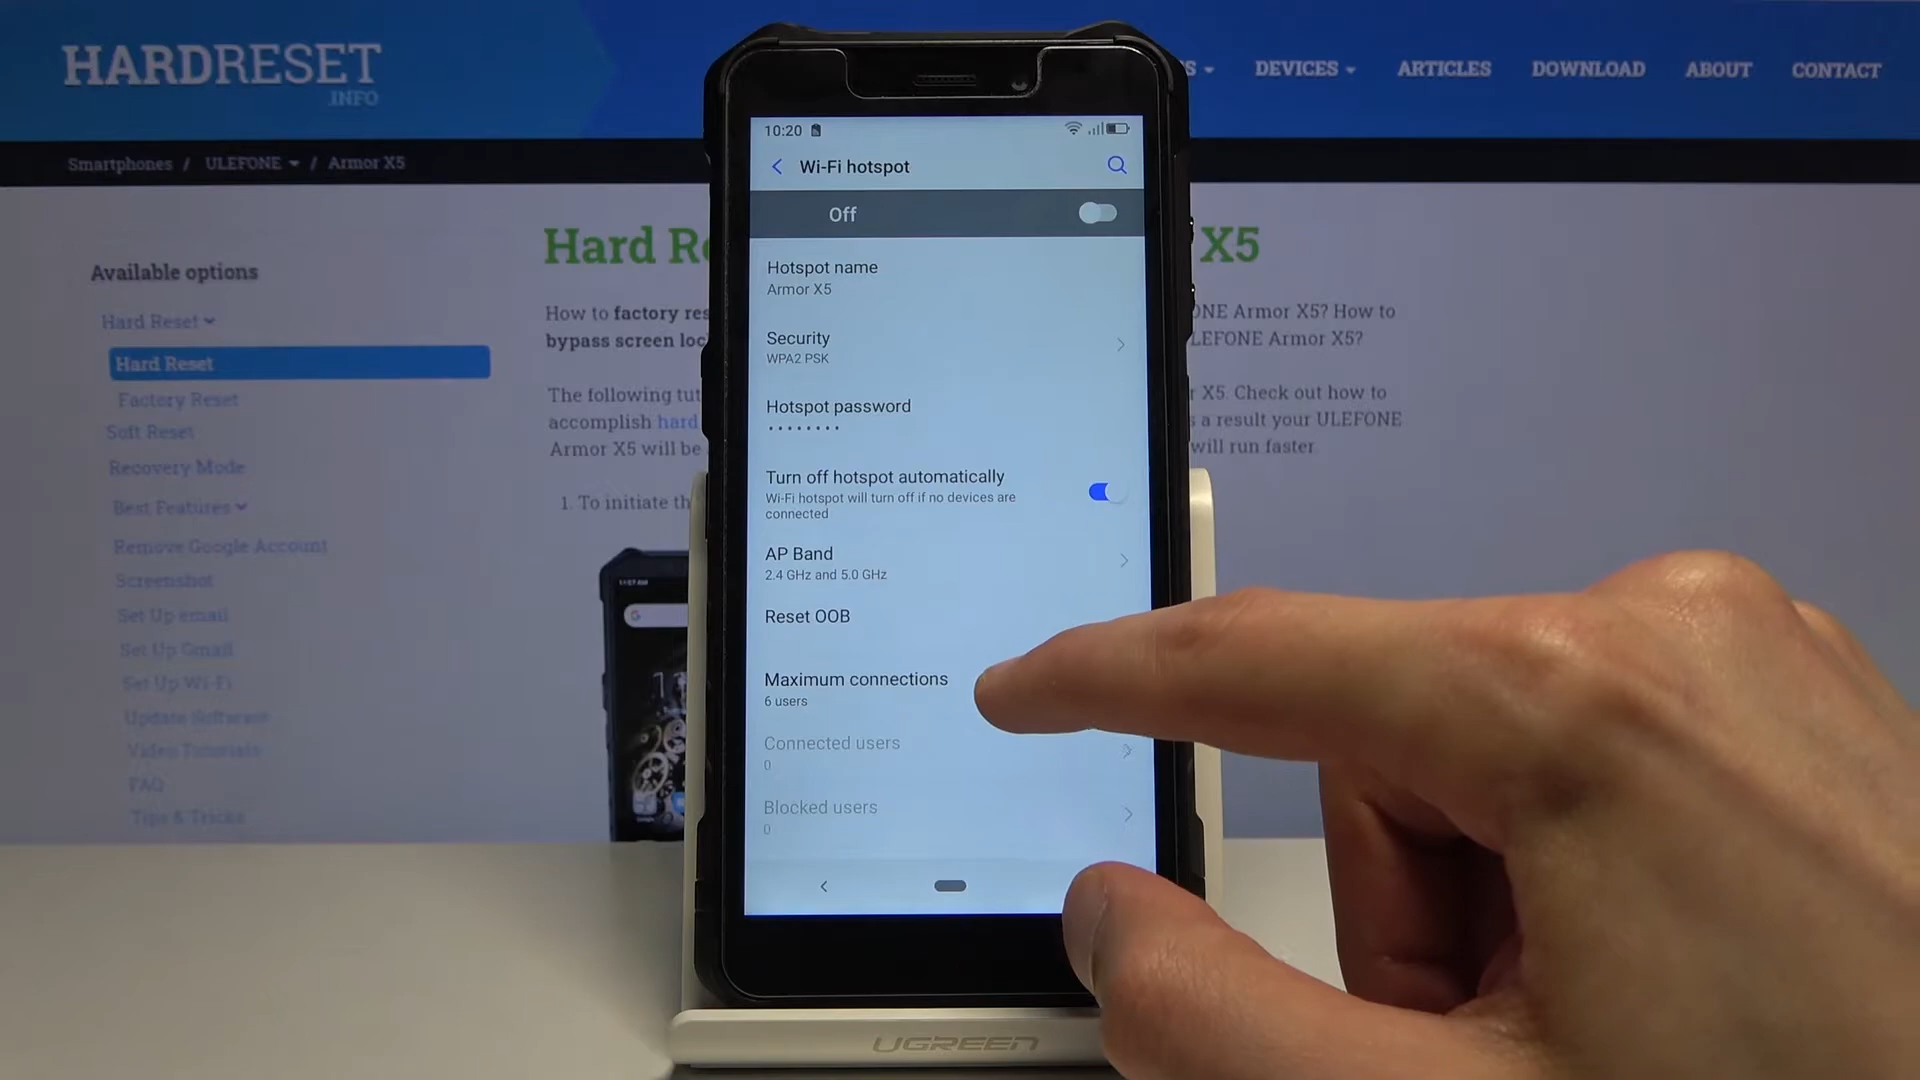 HARDRESET
.INFO
S
DEVICES
ARTICLES
DOWNLOAD
ABOUT
CONTACT
Smartphones / ULEFONE / Armor X5
Available options
Hard Reset
Hard Reset
Factory Reset
Soft Reset
Recovery Mode
Best Features
Remove Google Account
Screenshot
Set Up email
Set Up Gmail
Set Up Wi-Fi
Update Software
Video Tutorials
FAQ
Tips & Tricks
Hard R
X5
How to factory res
bypass screen loc
ONE Armor X5? How to
LEFONE Armor X5?
The following tut
accomplish hard
Armor X5 will be
r X5. Check out how to
s a result your ULEFONE
will run faster
1. To initiate th
10:20
Wi-Fi hotspot
Off
Hotspot name
Armor X5
Security
WPA2 PSK
Hotspot password
••••••••
Turn off hotspot automatically
Wi-Fi hotspot will turn off if no devices are
connected
AP Band
2.4 GHz and 5.0 GHz
Reset OOB
Maximum connections
6 users
Connected users
0
Blocked users
0
UGREEN